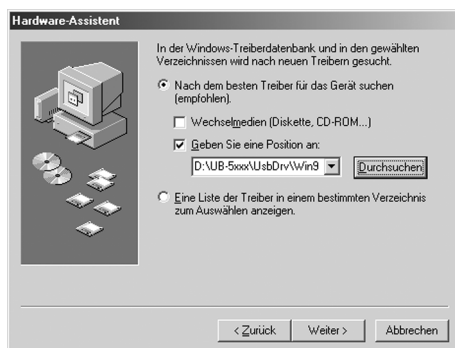 Hardware-Assistent
In der Windows-Treiberdatenbank und in den gewählten
Verzeichnissen wird nach neuen Treibern gesucht.
Nach dem besten Treiber für das Gerät suchen
(empfohlen).
Wechselmedien (Diskette, CD-ROM...)
Geben Sie eine Position an:
D:\UB-5xxx\UsbDrv\Win9
Durchsuchen
Eine Liste der Treiber in einem bestimmten Verzeichnis
zum Auswählen anzeigen.
< Zurück
Weiter >
Abbrechen